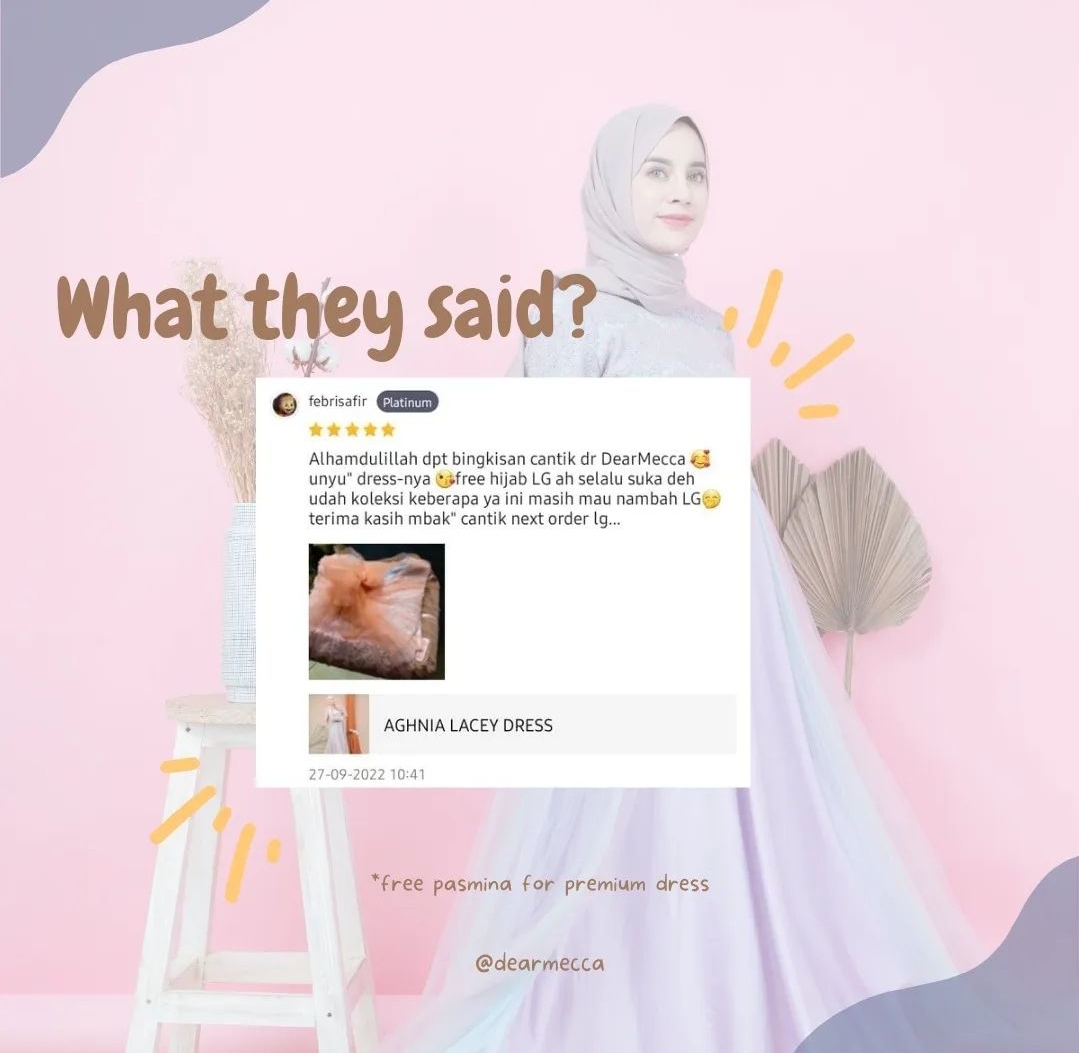 What they said?
febrisafir Platinum
Alhamdulillah dpt bingkisan cantik dr DearMecca 🥰
unyu" dress-nya 😘free hijab LG ah selalu suka deh
udah koleksi keberapa ya ini masih mau nambah LG🤭
terima kasih mbak" cantik next order lg...
AGHNIA LACEY DRESS
27-09-2022 10:41
*free pasmina for premium dress
@dearmecca